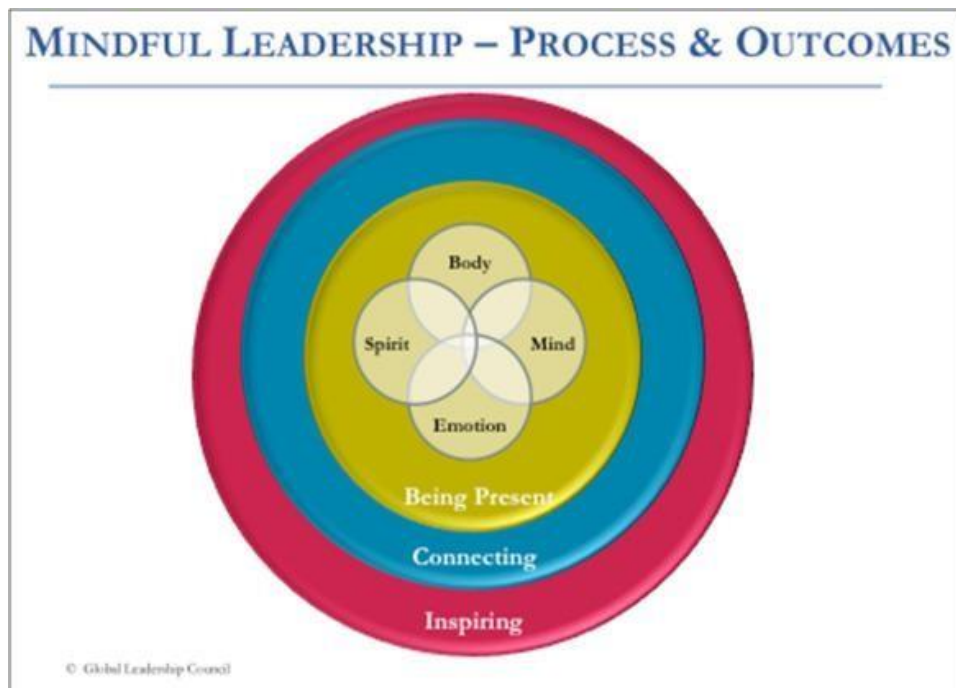 MINDFUL LEADERSHIP – PROCESS & OUTCOMES
Body
Spirit
Mind
Emotion
Being Present
Connecting
Inspiring
© Global Leadership Council